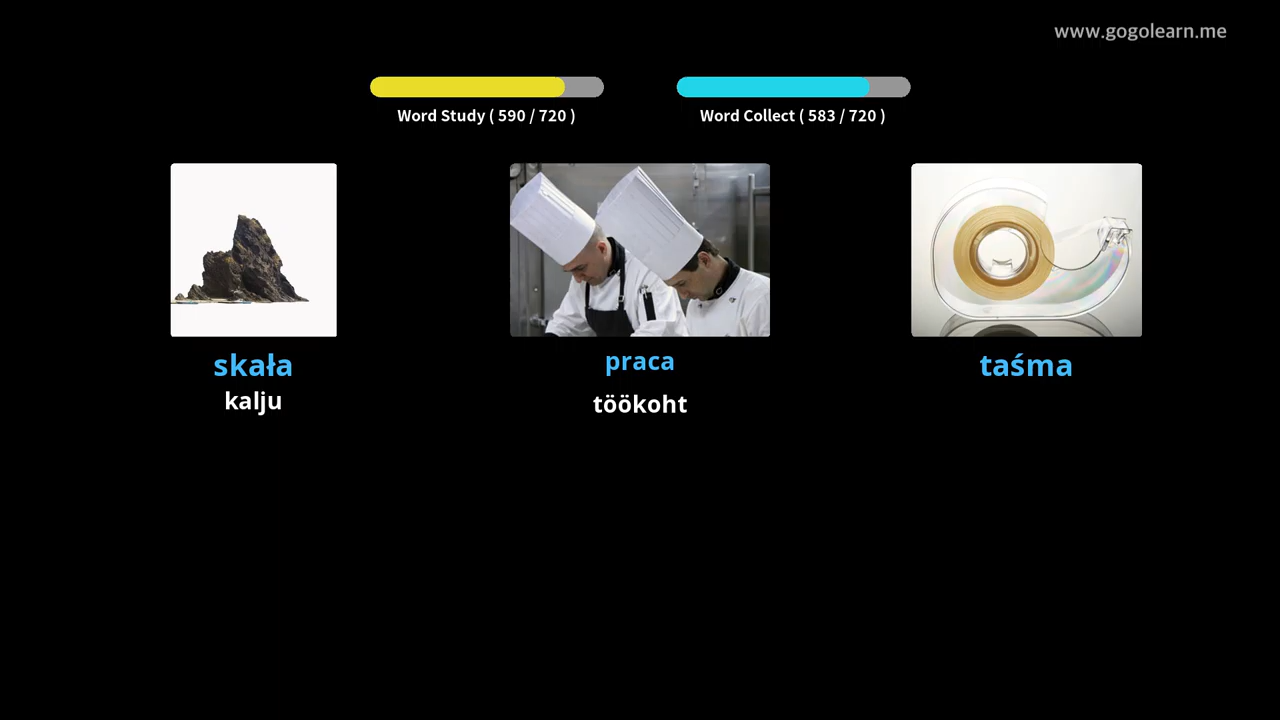 www.gogolearn.me
Word Study ( 590 / 720 )
Word Collect ( 583 / 720 )
skała
kalju
praca
töökoht
taśma